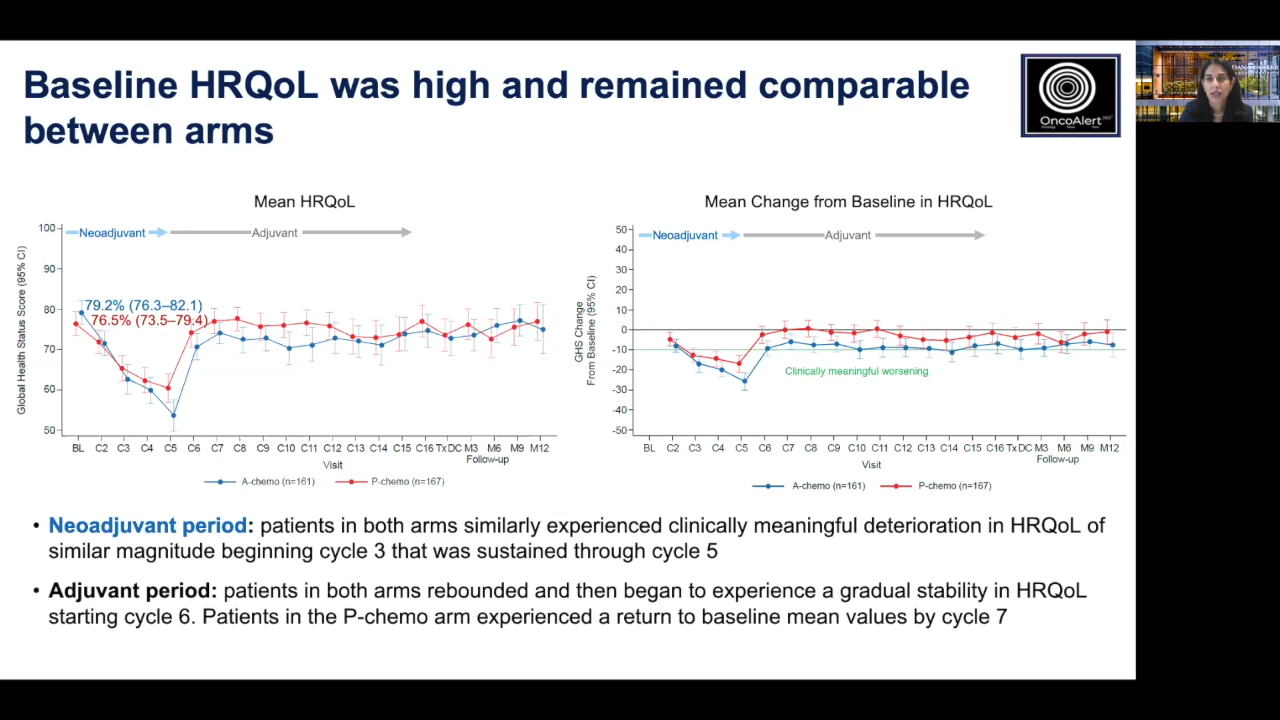 Baseline HRQoL was high and remained comparable
between arms
OncoAlert
Mean HRQoL
Neoadjuvant
Adjuvant
Global Health Status Score (95% CI)
100
90
80
70
60
50
79.2% (76.3–82.1)
76.5% (73.5–79.4)
BL C2 C3 C4 C5 C6 C7 C8 C9 C10 C11 C12 C13 C14 C15 C16 Tx DC M3 M6 M9 M12
Follow-up
Visit
A-chemo (n=161) P-chemo (n=167)
Mean Change from Baseline in HRQoL
Neoadjuvant
Adjuvant
GHS Change
From Baseline (95% CI)
50
40
30
20
10
0
-10
-20
-30
-40
-50
Clinically meaningful worsening
BL C2 C3 C4 C5 C6 C7 C8 C9 C10 C11 C12 C13 C14 C15 C16 Tx DC M3 M6 M9 M12
Follow-up
Visit
A-chemo (n=161) P-chemo (n=167)
• Neoadjuvant period: patients in both arms similarly experienced clinically meaningful deterioration in HRQoL of
similar magnitude beginning cycle 3 that was sustained through cycle 5
• Adjuvant period: patients in both arms rebounded and then began to experience a gradual stability in HRQoL
starting cycle 6. Patients in the P-chemo arm experienced a return to baseline mean values by cycle 7